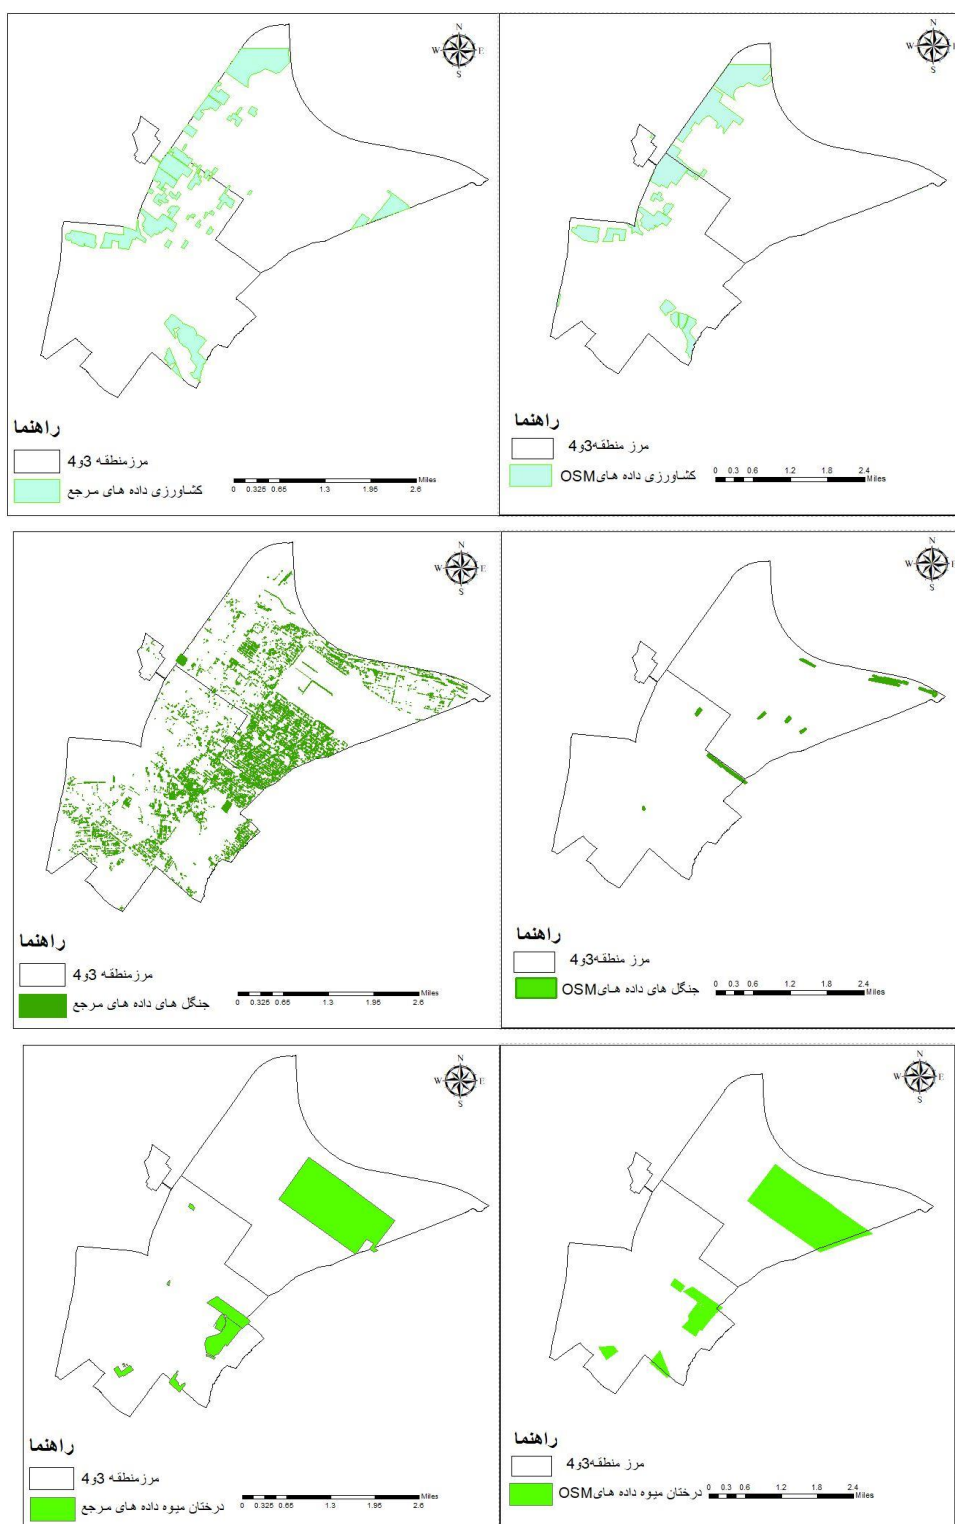 N
W E
S
راهنما
مرزمنطقه 3و4
کشاورزی داده های مرجع
0 0.325 0.65 1.3 1.95 2.6
Miles
N
W E
S
راهنما
مرز منطقه3و4
کشاورزی داده هایOSM
0 0.3 0.6 1.2 1.8 2.4
Miles
N
W E
S
راهنما
مرزمنطقه 3و4
جنگل های داده های مرجع
0 0.325 0.65 1.3 1.95 2.6
Miles
N
W E
S
راهنما
مرز منطقه3و4
جنگل های داده هایOSM
0 0.3 0.6 1.2 1.8 2.4
Miles
N
W E
S
راهنما
مرزمنطقه 3و4
درختان میوه داده های مرجع
0 0.325 0.65 1.3 1.95 2.6
Miles
N
W E
S
راهنما
مرز منطقه3و4
درختان میوه داده هایOSM
0 0.3 0.6 1.2 1.8 2.4
Miles